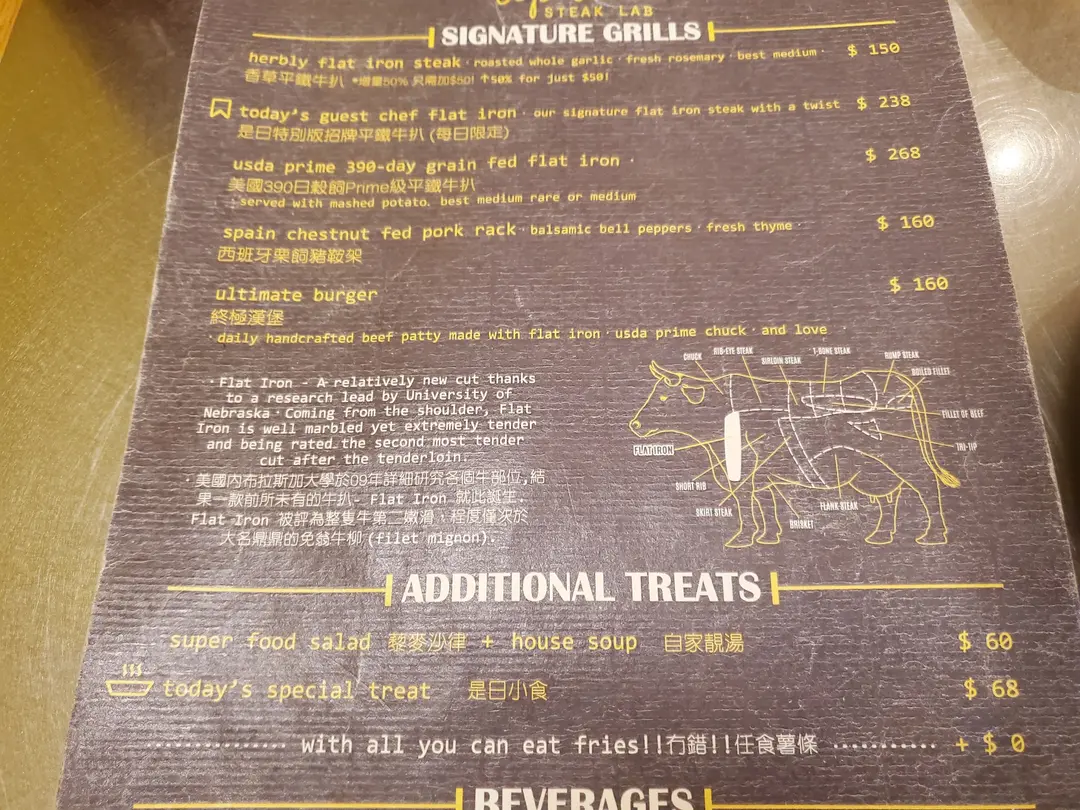 STEAK LAB
SIGNATURE GRILLS
herbly flat iron steak · roasted whole garlic · fresh rosemary · best medium · $ 150
香草平鐵牛扒 *增量50% 只需加$50! ↑50% for just $50!
today's guest chef flat iron · our signature flat iron steak with a twist $ 238
是日特別版招牌平鐵牛扒 (每日限定)
usda prime 390-day grain fed flat iron · $ 268
美國390日穀飼Prime級平鐵牛扒
served with mashed potato. best medium rare or medium
spain chestnut fed pork rack · balsamic bell peppers · fresh thyme · $ 160
西班牙栗飼豬鞍架
ultimate burger $ 160
終極漢堡
· daily handcrafted beef patty made with flat iron · usda prime chuck · and love ·
· Flat Iron - A relatively new cut thanks
to a research lead by University of
Nebraska · Coming from the shoulder, Flat
Iron is well marbled yet extremely tender
and being rated the second most tender
cut after the tenderloin.
· 美國內布拉斯加大學於09年詳細研究各個牛部位,結
果一款前所未有的牛扒- Flat Iron 就此誕生.
Flat Iron 被評為整隻牛第二嫩滑，程度僅次於
大名鼎鼎的免翁牛柳 (filet mignon).
CHUCK
RIB-EYE STEAK
SIRLOIN STEAK
T-BONE STEAK
RUMP STEAK
BOILED FILLET
FILLET OF BEEF
TRI-TIP
FLAT IRON
SHORT RIB
SKIRT STEAK
BRISKET
FLANK STEAK
ADDITIONAL TREATS
super food salad 藜麥沙律 + house soup 自家靚湯 $ 60
today's special treat 是日小食 $ 68
with all you can eat fries!!冇錯!!任食薯條 + $ 0
BEVERAGES